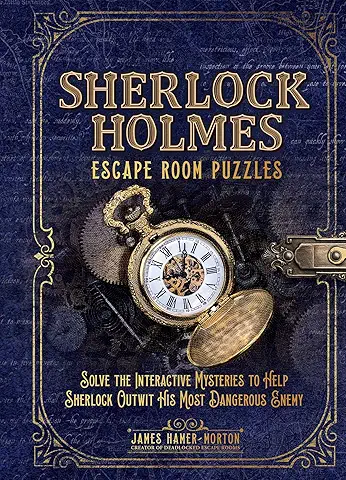 SHERLOCK
HOLMES
ESCAPE ROOM PUZZLES
SOLVE THE INTERACTIVE MYSTERIES TO HELP
SHERLOCK OUTWIT HIS MOST DANGEROUS ENEMY
JAMES HAMER-MORTON
CREATOR OF DEADLOCKED ESCAPE ROOMS